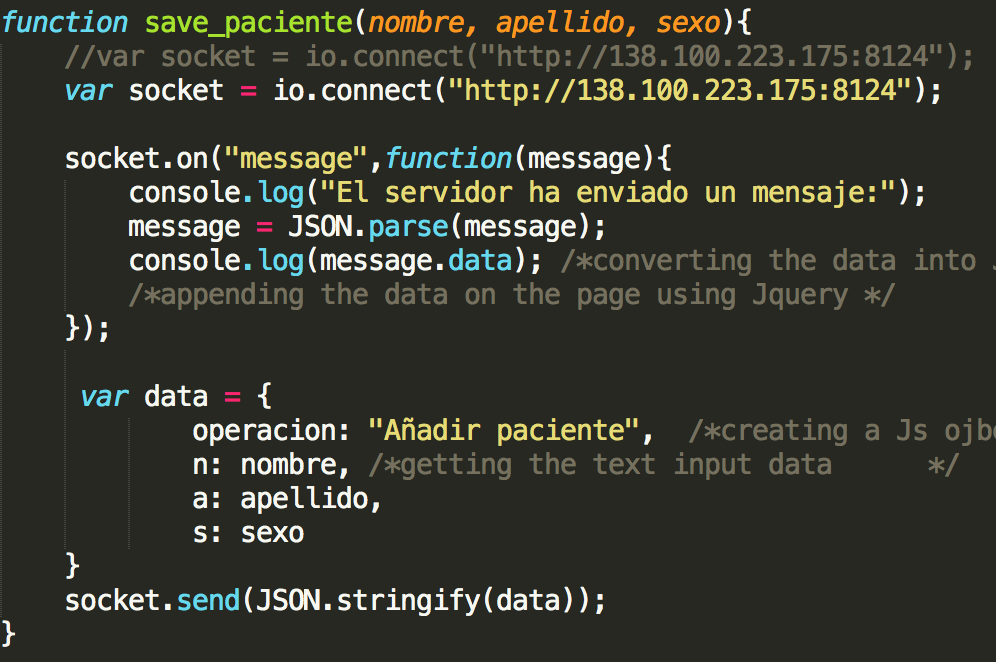 function save_paciente(nombre, apellido, sexo){
//var socket = io.connect("http://138.100.223.175:8124");
var socket = io.connect("http://138.100.223.175:8124");
socket.on("message",function(message){
console.log("El servidor ha enviado un mensaje:");
message = JSON.parse(message);
console.log(message.data); /*converting the data into
/*appending the data on the page using Jquery */
});
var data = {
operacion: "Añadir paciente", /*creating a Js
n: nombre, /*getting the text input data */
a: apellido,
s: sexo
}
socket.send(JSON.stringify(data));
}